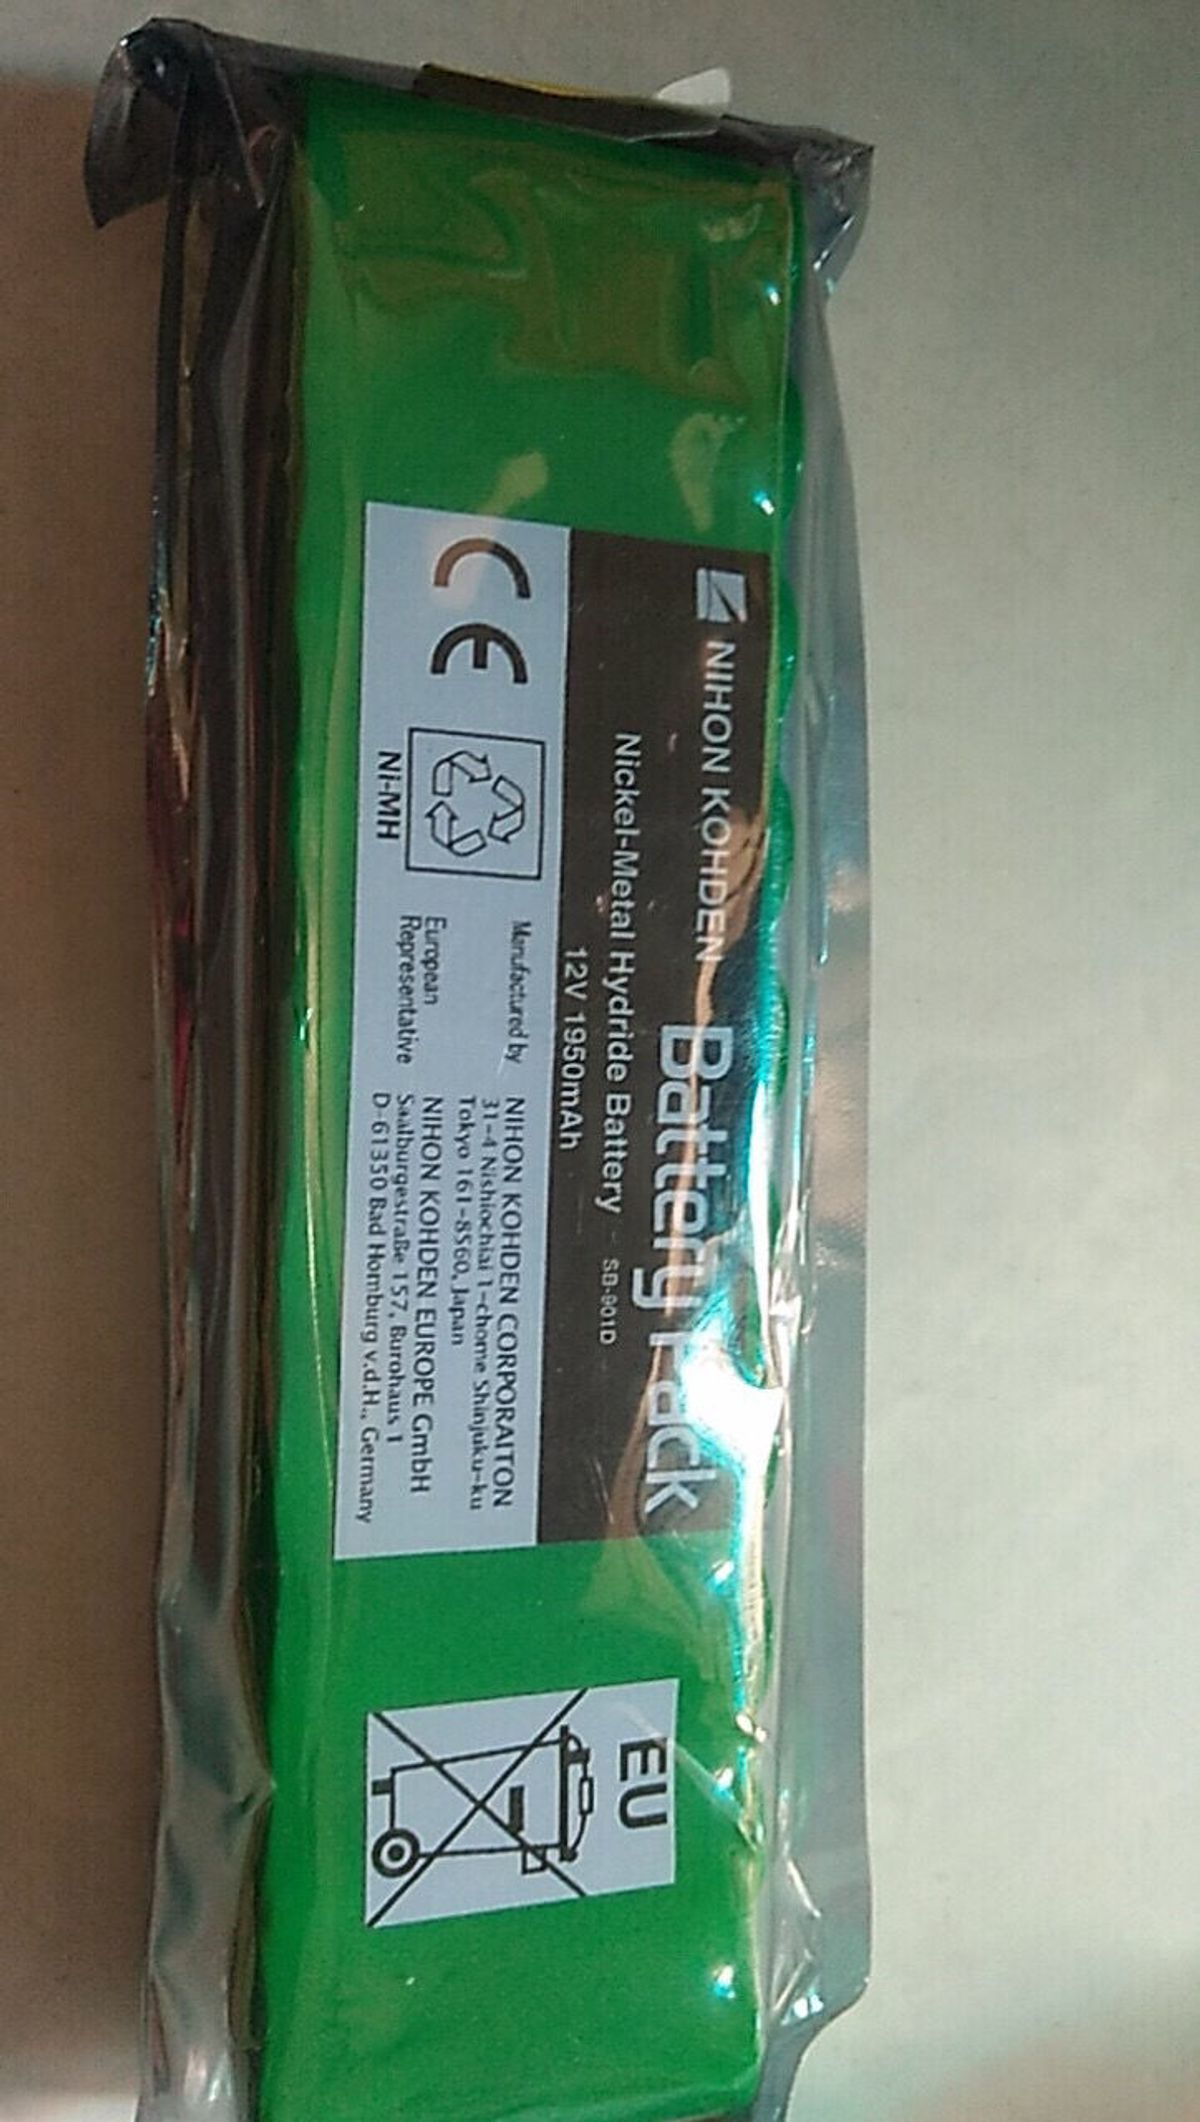 NIHON KOHDEN
Battery Pack
Nickel-Metal Hydride Battery SB-901D
12V 1950mAh
CE
Ni-MH
Manufactured by NIHON KOHDEN CORPORAITON
31-4 Nishiochiai 1-chome Shinjuku-ku
Tokyo 161-8560, Japan
European Representative NIHON KOHDEN EUROPE GmbH
Saalburgestraße 157, Burohaus 1
D-61350 Bad Homburg v.d.H., Germany
EU